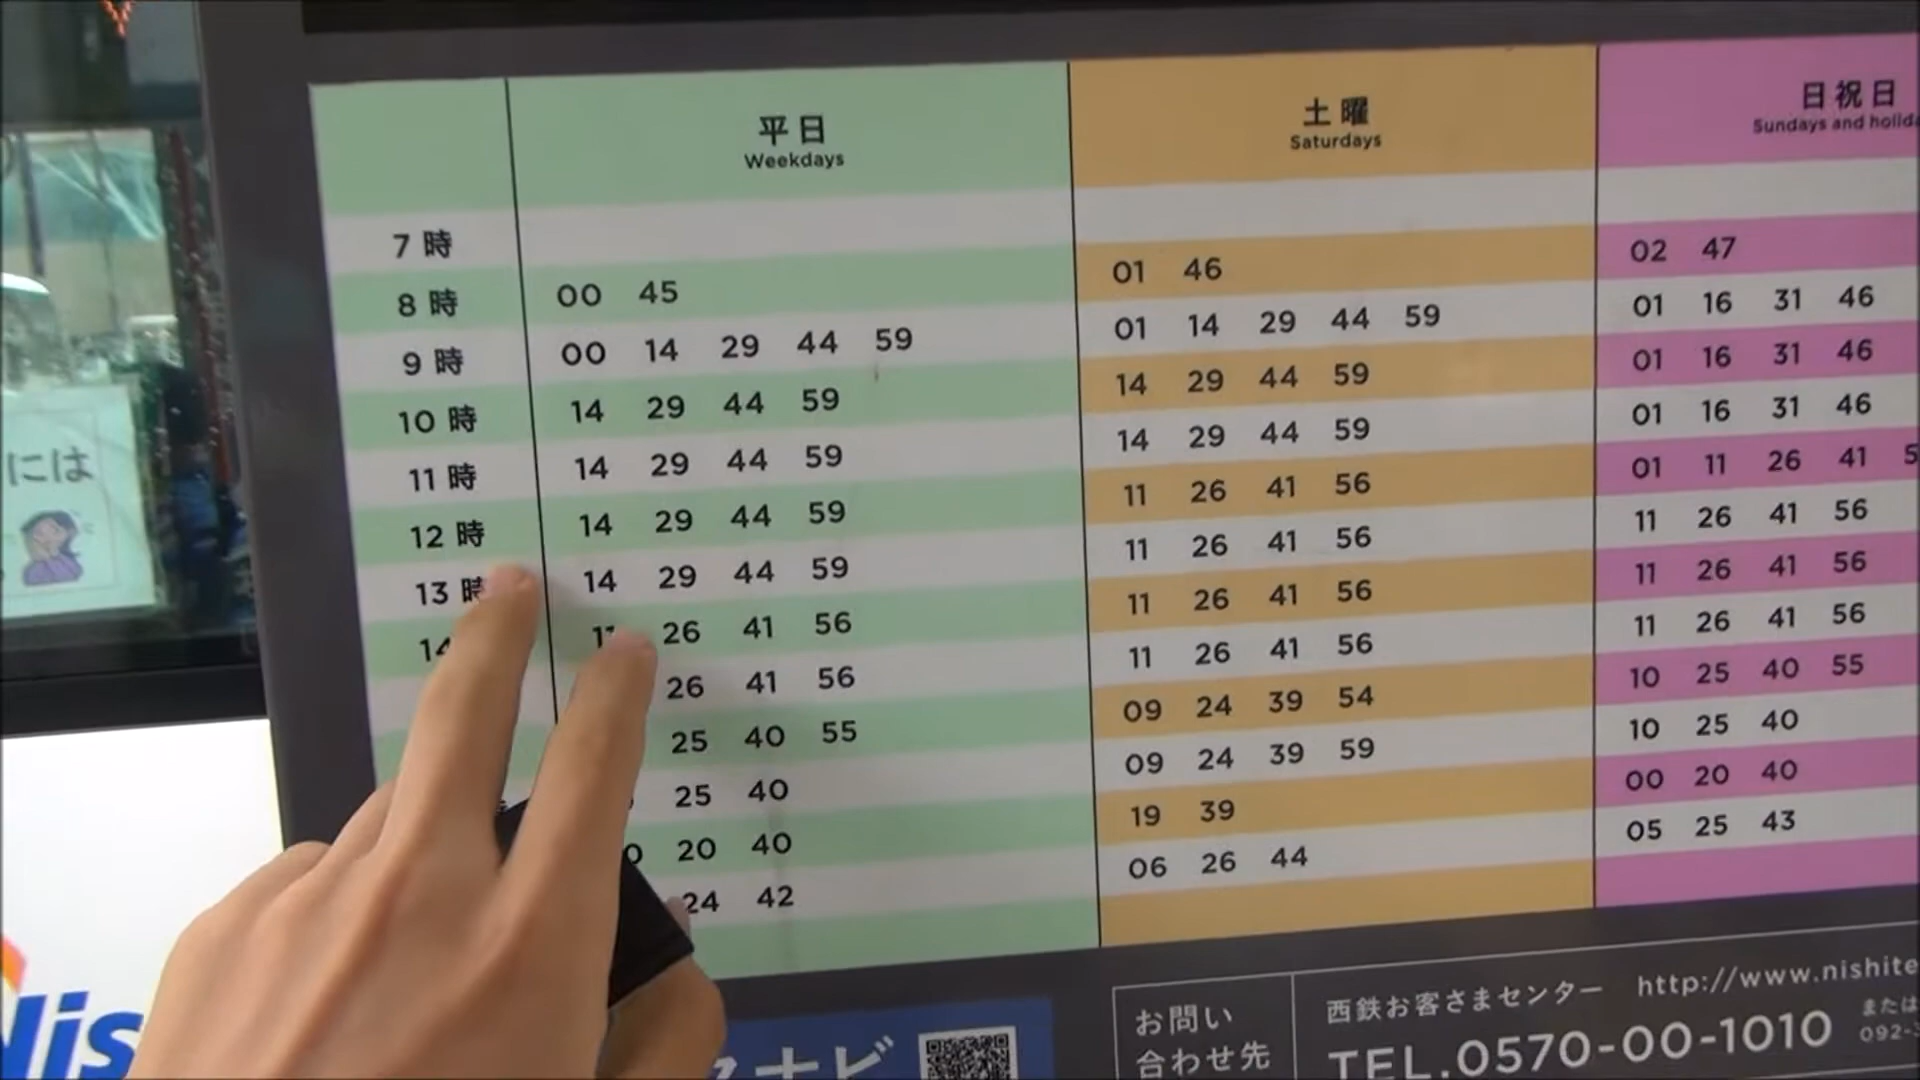 平日 土曜 日祝日
Weekdays Saturdays Sundays and
7 時
8 時 00 45 01 46 02 47
9 時 00 14 29 44 59 01 14 29 44 59 01 16 31 46
10 時 14 29 44 59 14 29 44 59 01 16 31 46
11 時 14 29 44 59 14 29 44 59 01 16 31 46
12 時 14 29 44 59 11 26 41 56 01 11 26 41
13 時 14 29 44 59 11 26 41 56 11 26 41 56
14 26 41 56 11 26 41 56 11 26 41 56
26 41 56 11 26 41 56 11 26 41 56
25 40 55 09 24 39 54 10 25 40 55
25 40 09 24 39 59 10 25 40
20 40 19 39 00 20 40
24 42 06 26 44 05 25 43
には
お問い
合わせ先
西鉄お客さまセンター http://www.nishite
または
TEL.0570-00-1010
092-
ナビ
Nis